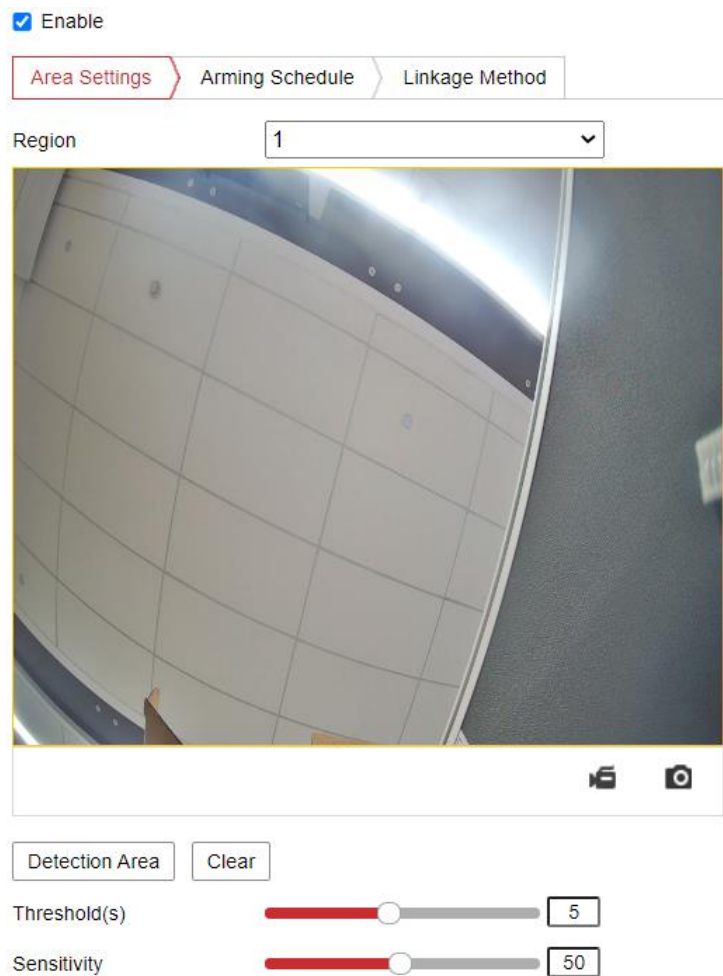 Enable
Area Settings Arming Schedule Linkage Method
Region 1
Detection Area Clear
Threshold(s) 5
Sensitivity 50